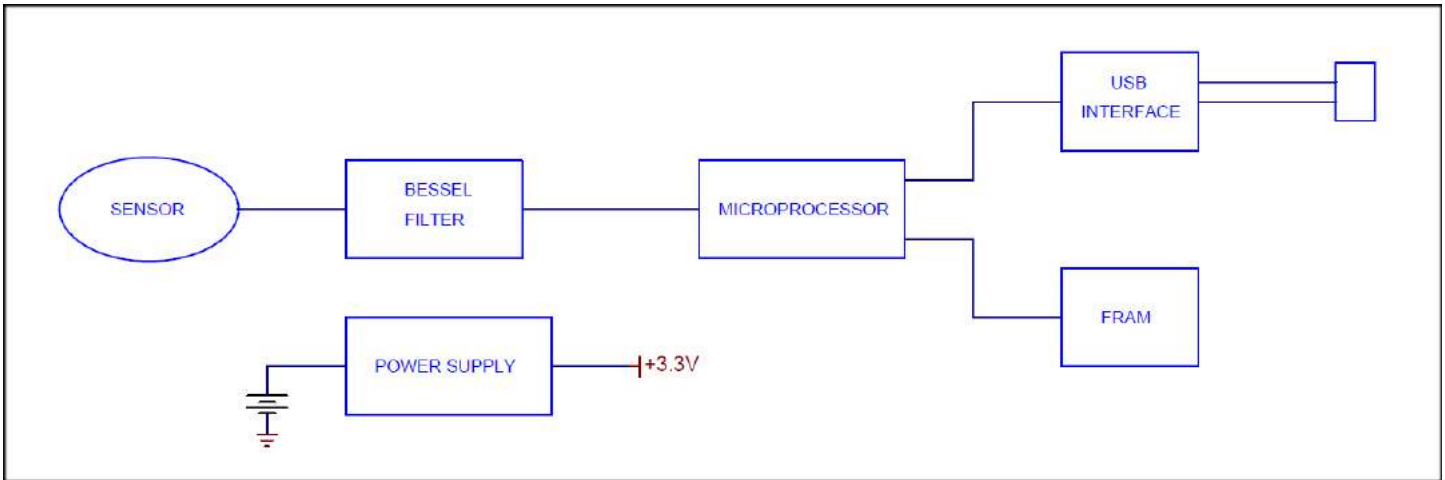 USB
INTERFACE
SENSOR
BESSEL
FILTER
MICROPROCESSOR
FRAM
POWER SUPPLY
+3.3V